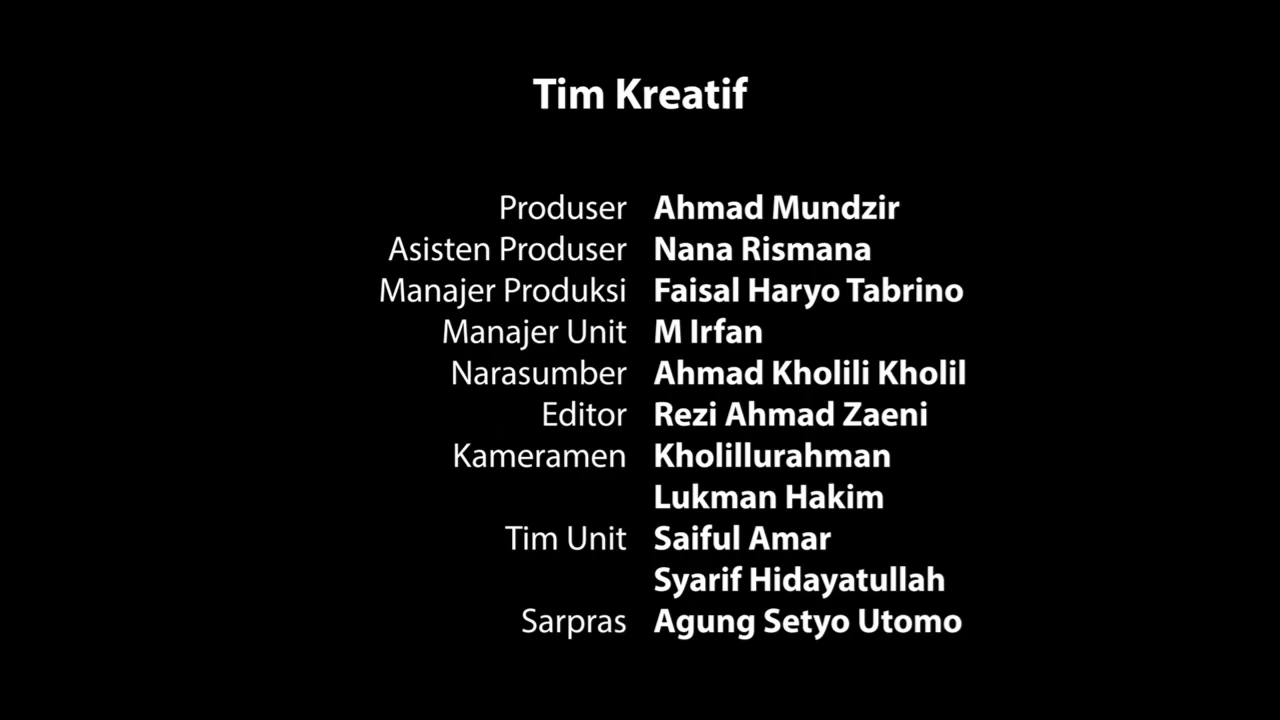 Tim Kreatif
Produser Ahmad Mundzir
Asisten Produser Nana Rismana
Manajer Produksi Faisal Haryo Tabrino
Manajer Unit M Irfan
Narasumber Ahmad Kholili Kholil
Editor Rezi Ahmad Zaeni
Kameramen Kholillurahman
Lukman Hakim
Tim Unit Saiful Amar
Syarif Hidayatullah
Sarpras Agung Setyo Utomo